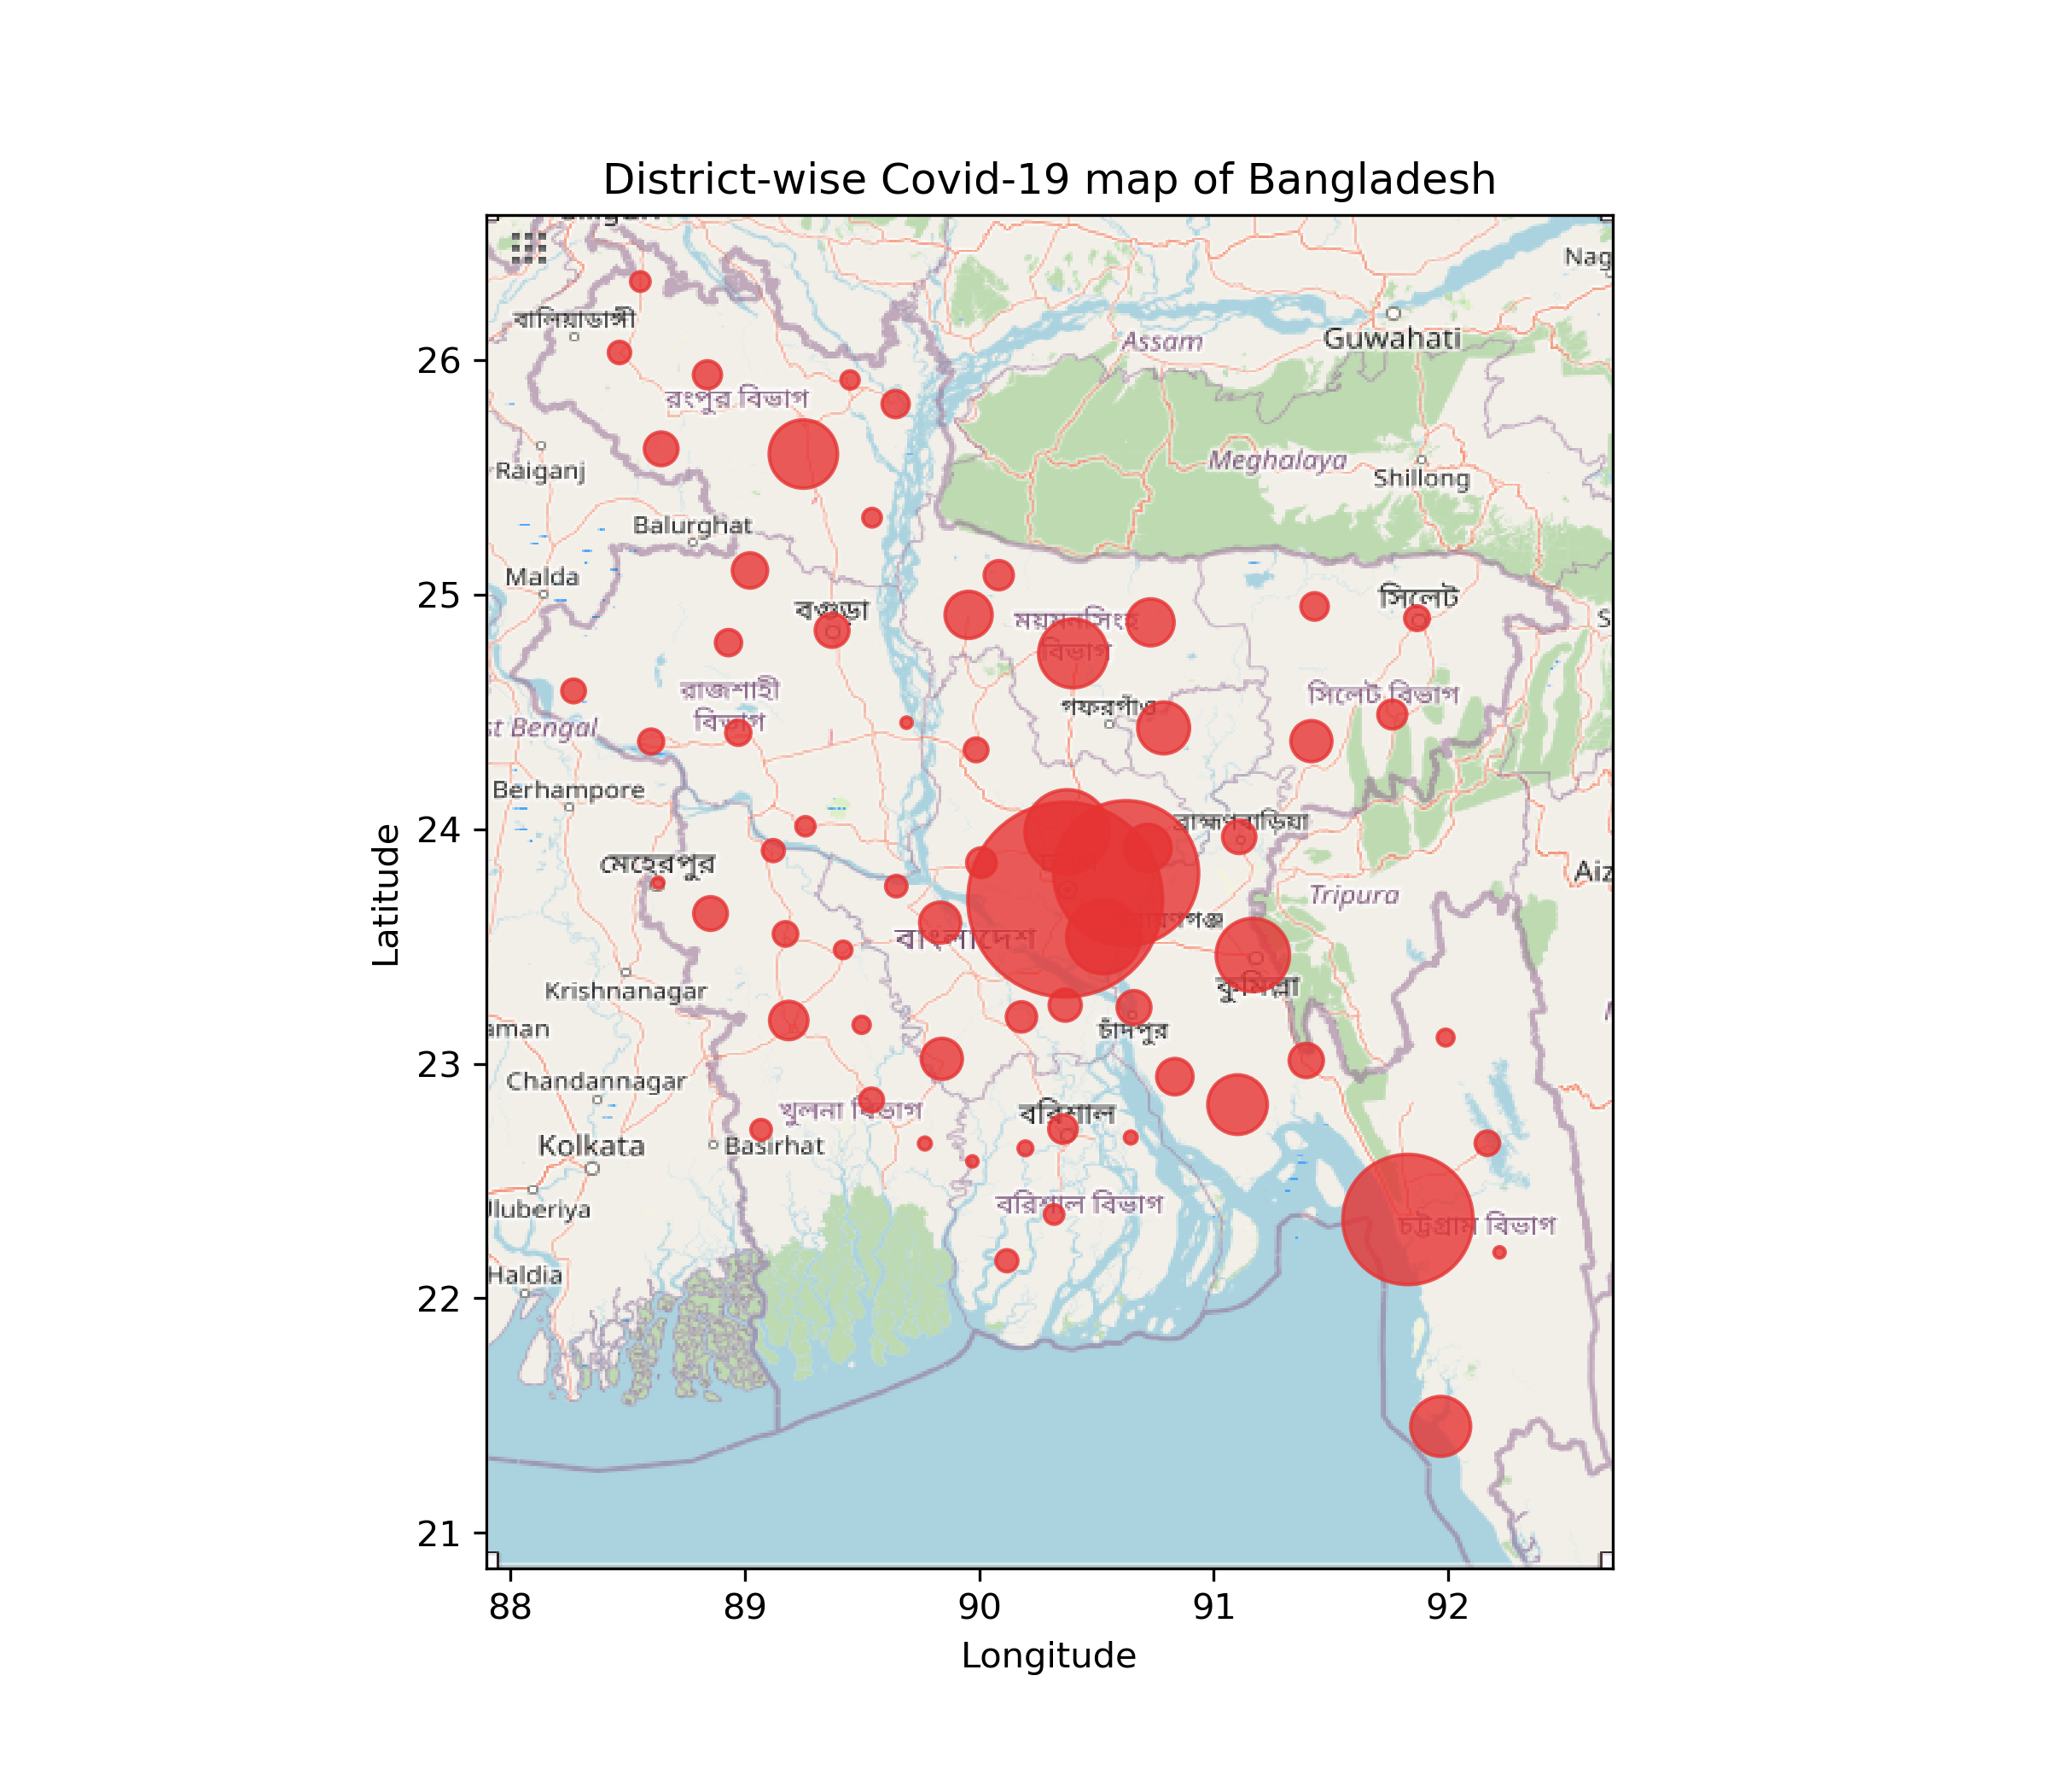 District-wise Covid-19 map of Bangladesh
Nag
বালিয়াডাঙ্গী
Assam
Guwahati
26
রংপুর বিভাগ
Raiganj
Meghalaya
Shillong
Balurghat
Malda
25
বগুড়া
সিলেট
S
ময়মনসিংহ
বিভাগ
রাজশাহী
বিভাগ
সিলেট বিভাগ
গফরগাঁও
st Bengal
Berhampore
24
ব্রাহ্মণবাড়িয়া
মেহেরপুর
Aiz
Tripura
বাংলাদেশ
Latitude
Krishnanagar
কুমিল্লা
aman
চাঁদপুর
23
Chandannagar
খুলনা বিভাগ
বরিশাল
Kolkata
Basirhat
Uluberiya
বরিশাল বিভাগ
চট্টগ্রাম বিভাগ
Haldia
22
21
88
89
90
91
92
Longitude